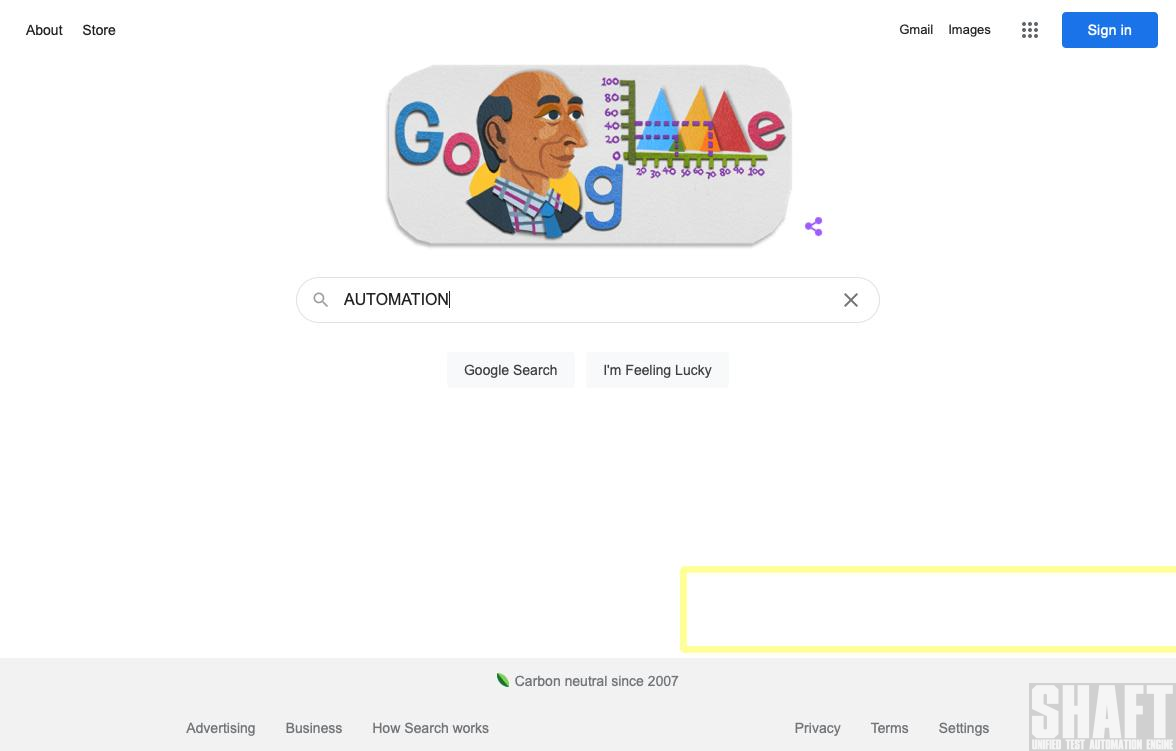 About Store
Gmail Images Sign in
Google
100
80
60
40
20
0
20 30 40 50 60 70 80 90 100
AUTOMATION
Google Search I'm Feeling Lucky
Carbon neutral since 2007
Advertising Business How Search works Privacy Terms Settings
SHAFT
UNIFIED TEST AUTOMATION ENGINE